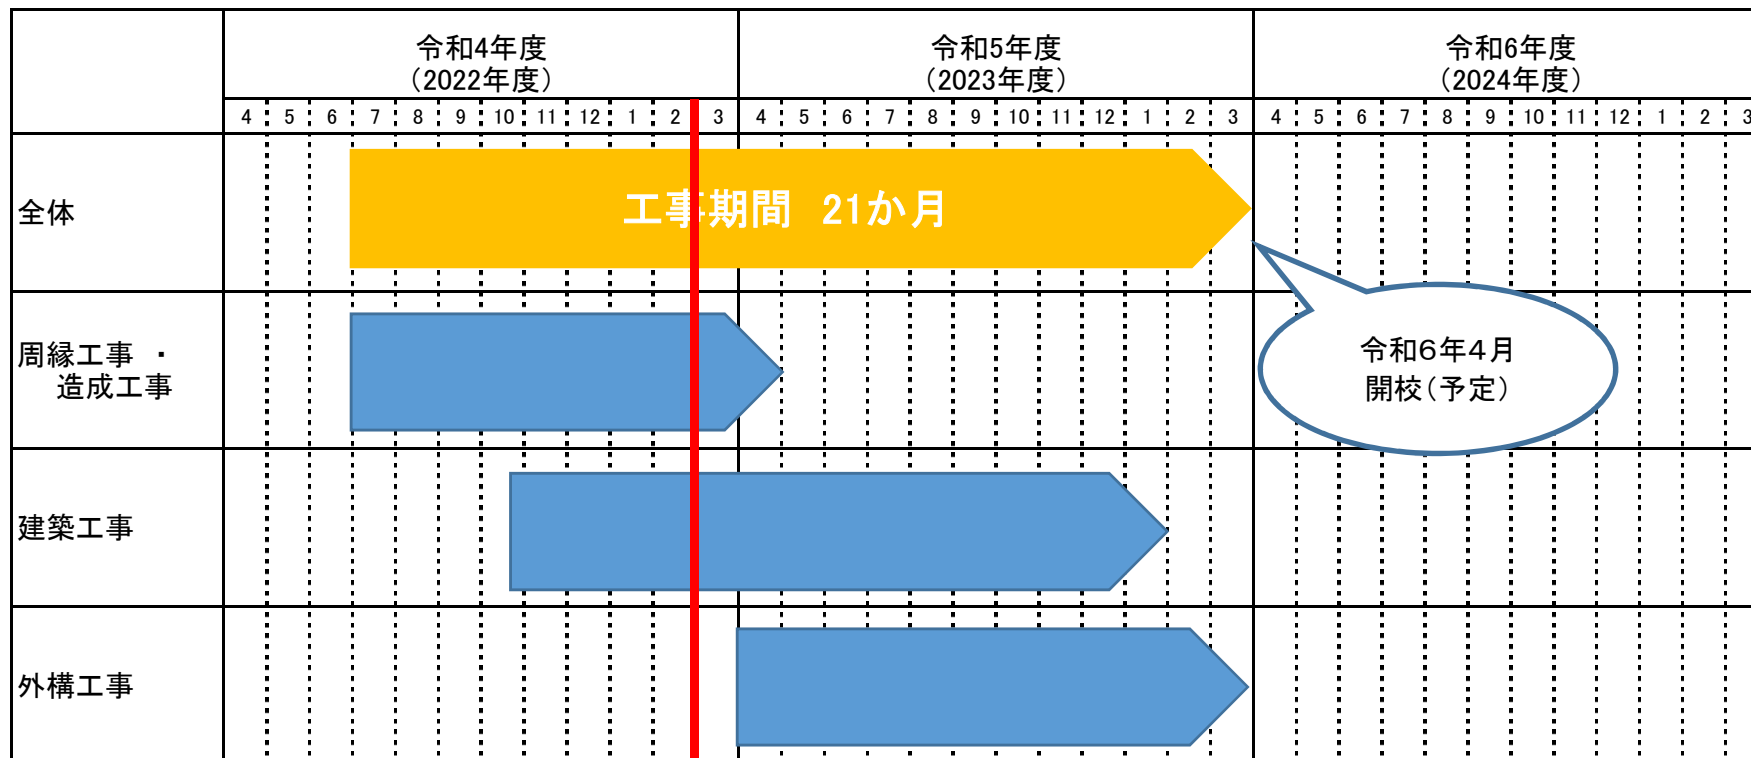 令和4年度
（2022年度）
令和5年度
（2023年度）
令和6年度
（2024年度）
4 5 6 7 8 9 10 11 12 1 2 3 4 5 6 7 8 9 10 11 12 1 2 3 4 5 6 7 8 9 10 11 12 1 2 3
全体
工事期間　21か月
周縁工事 ・
造成工事
令和６年４月
開校（予定）
建築工事
外構工事